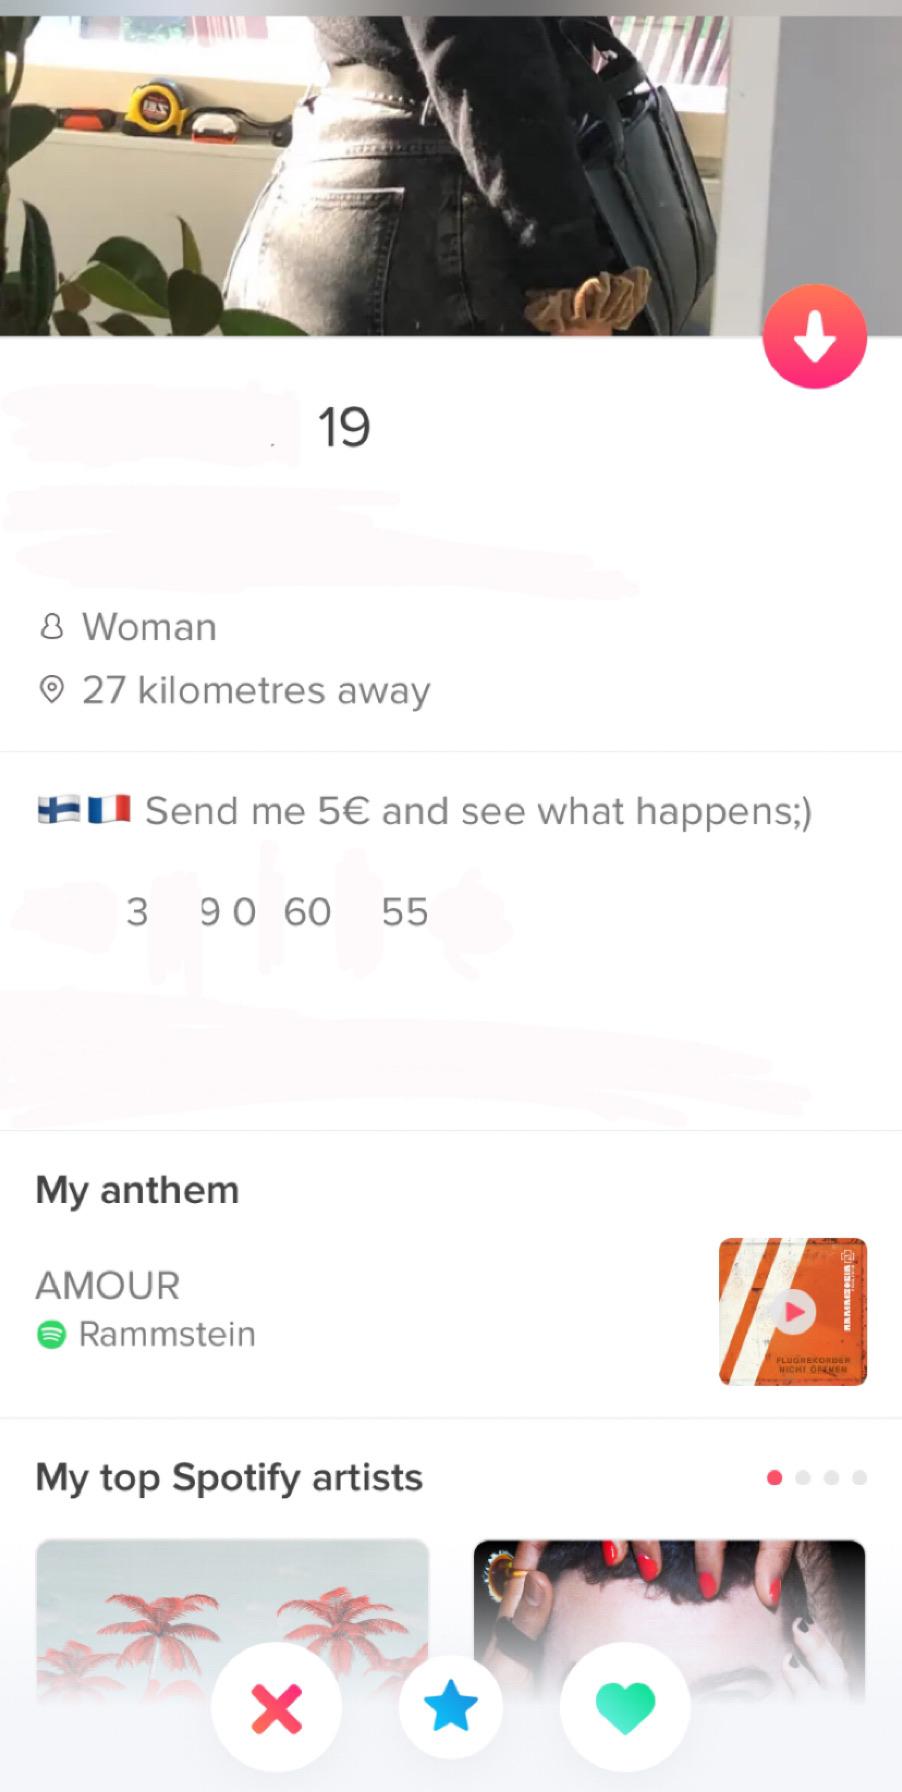 19
Woman
27 kilometres away
🇫🇮🇫🇷 Send me 5€ and see what happens;)
3 9 0 60 55
My anthem
AMOUR
Rammstein
RAMMSTEIN
FLUGREKORDER
NICHT ÖFFNEN
My top Spotify artists